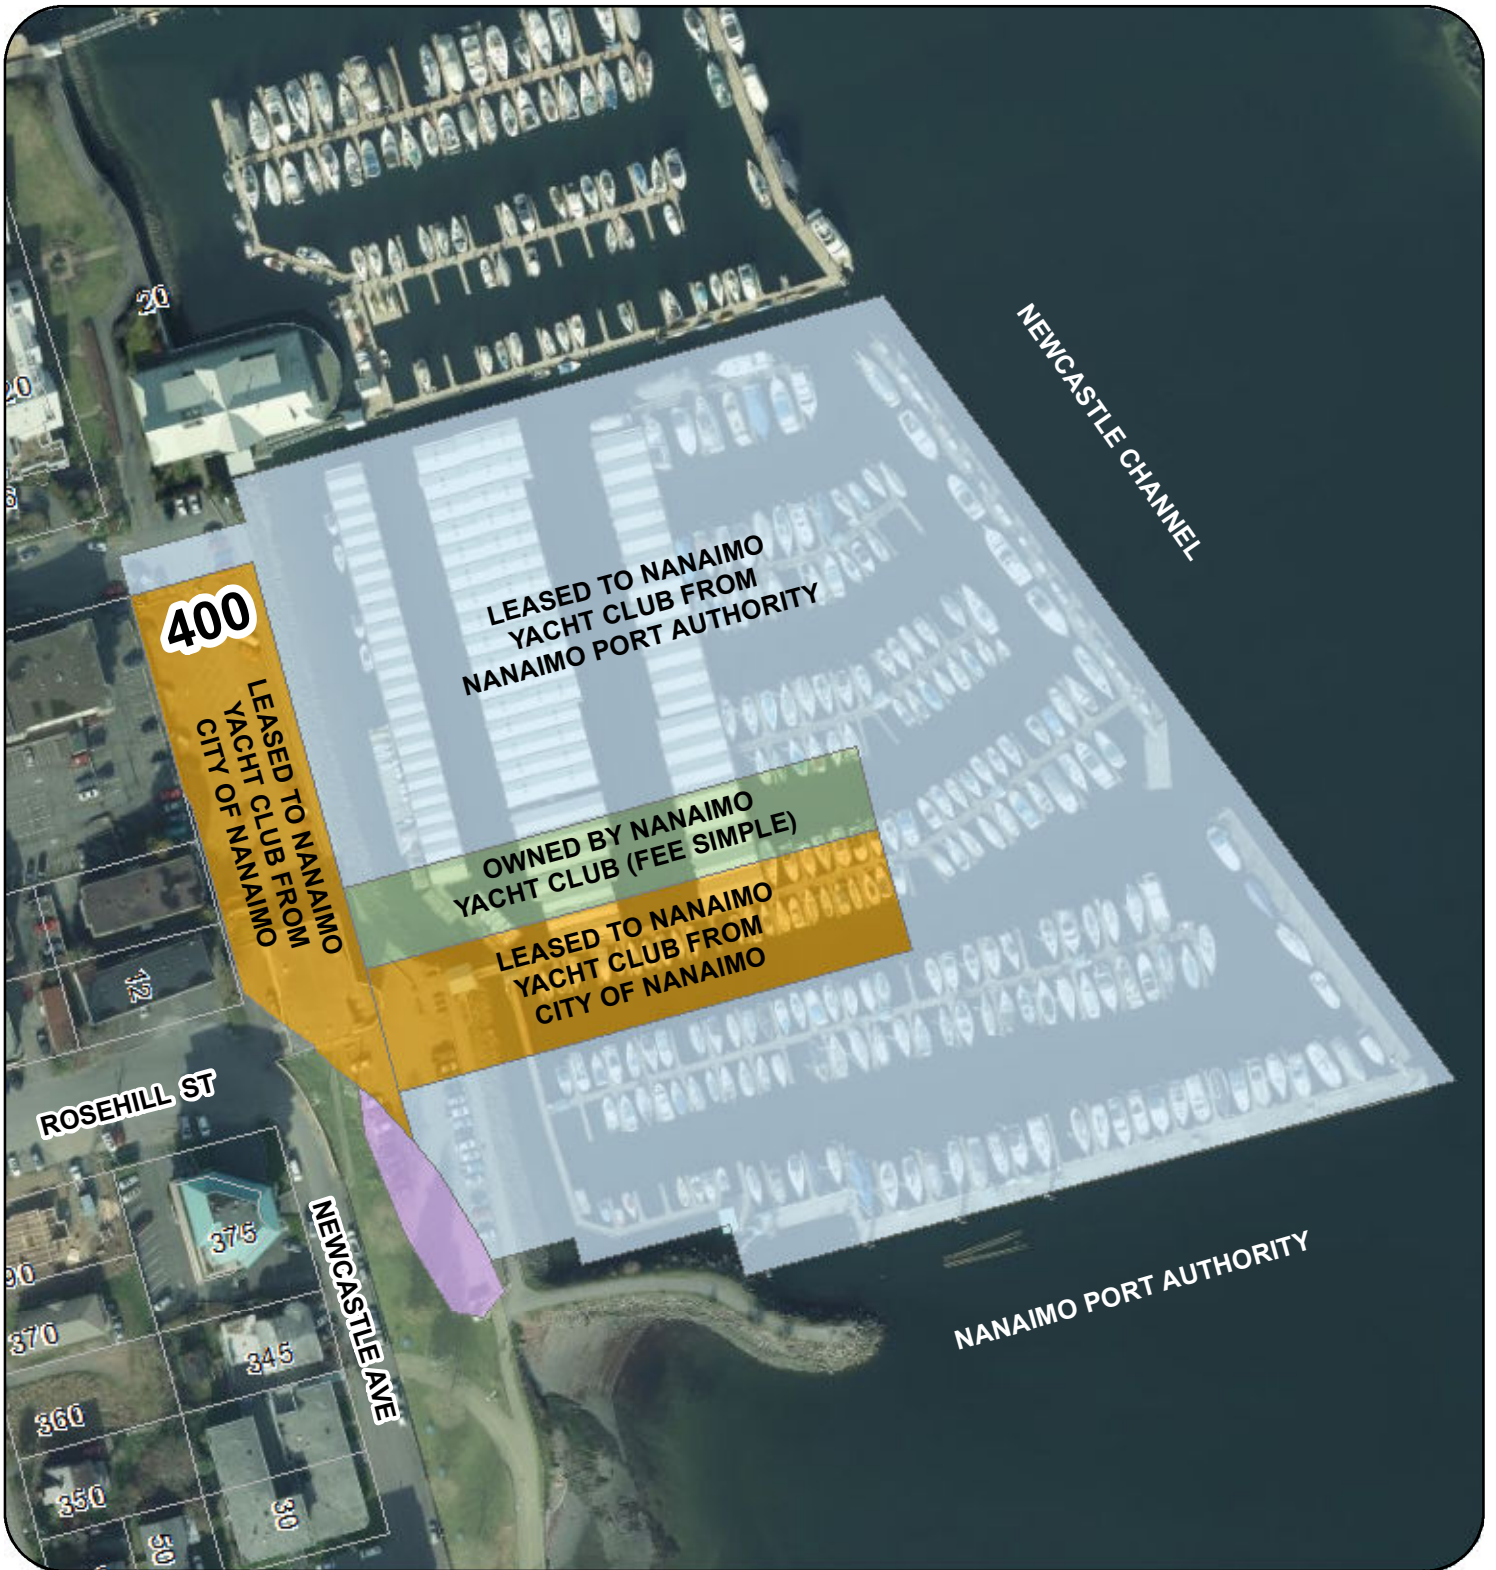 20
20
6
400
NEWCASTLE CHANNEL
LEASED TO NANAIMO
YACHT CLUB FROM
NANAIMO PORT AUTHORITY
LEASED TO NANAIMO
YACHT CLUB FROM
CITY OF NANAIMO
OWNED BY NANAIMO
YACHT CLUB (FEE SIMPLE)
LEASED TO NANAIMO
YACHT CLUB FROM
CITY OF NANAIMO
12
ROSEHILL ST
375
NEWCASTLE AVE
90
370
345
NANAIMO PORT AUTHORITY
360
350
30
50